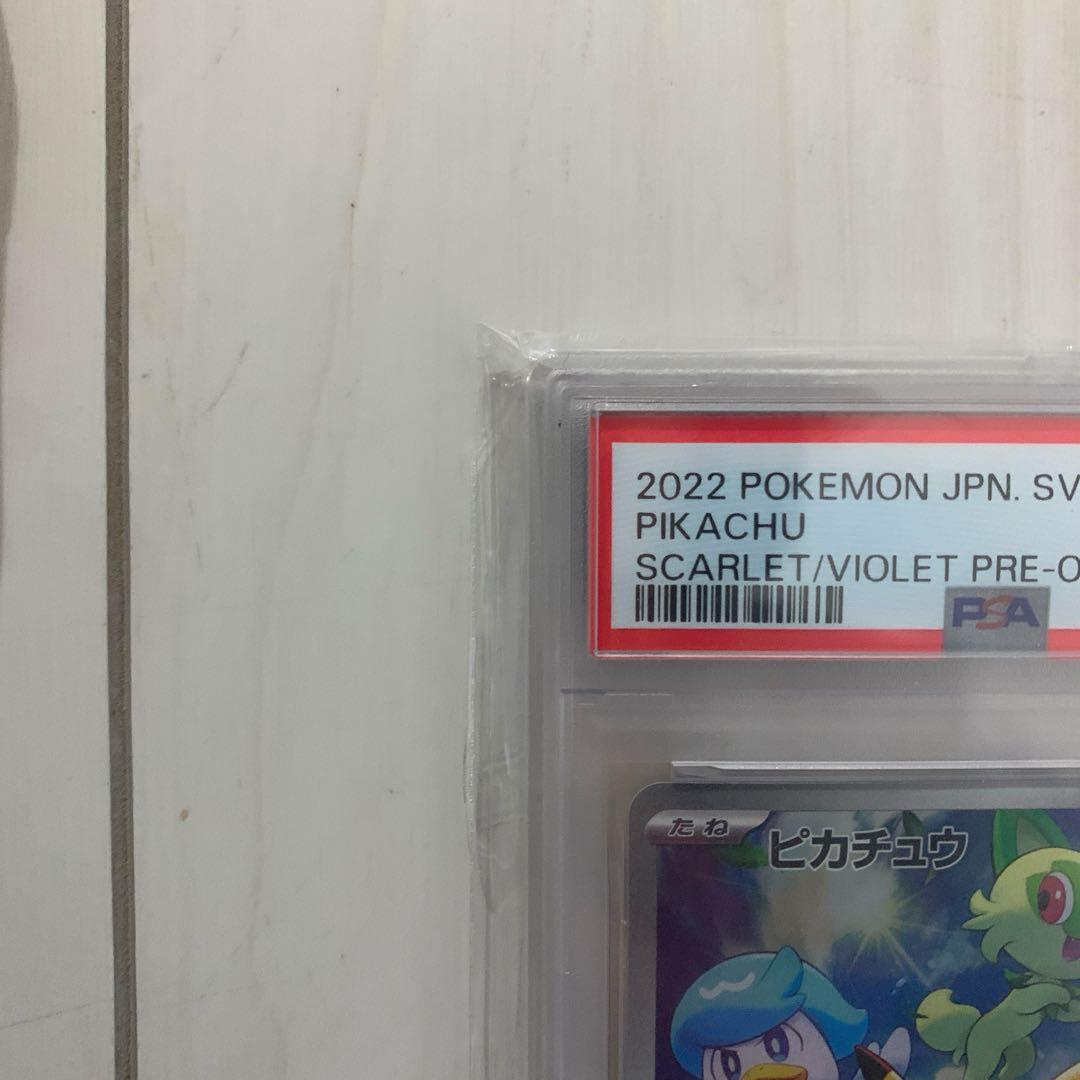 2022 POKEMON JPN. SV
PIKACHU
SCARLET/VIOLET PRE-O
PSA
たね
ピカチュウ